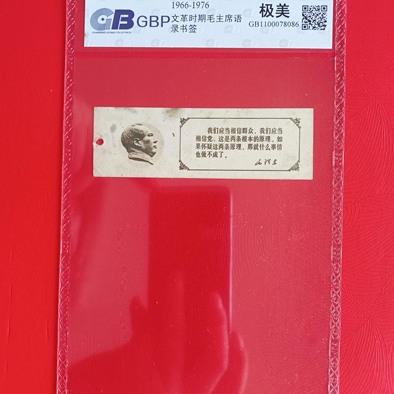 1966-1976
GB GBP 文革时期毛主席语
录书签
极美
GB1100078086
我们应当相信群众,我们应当
相信党,这是两条根本的原理。如
果怀疑这两条原理,那就什么事情
也做不成了。
毛泽东